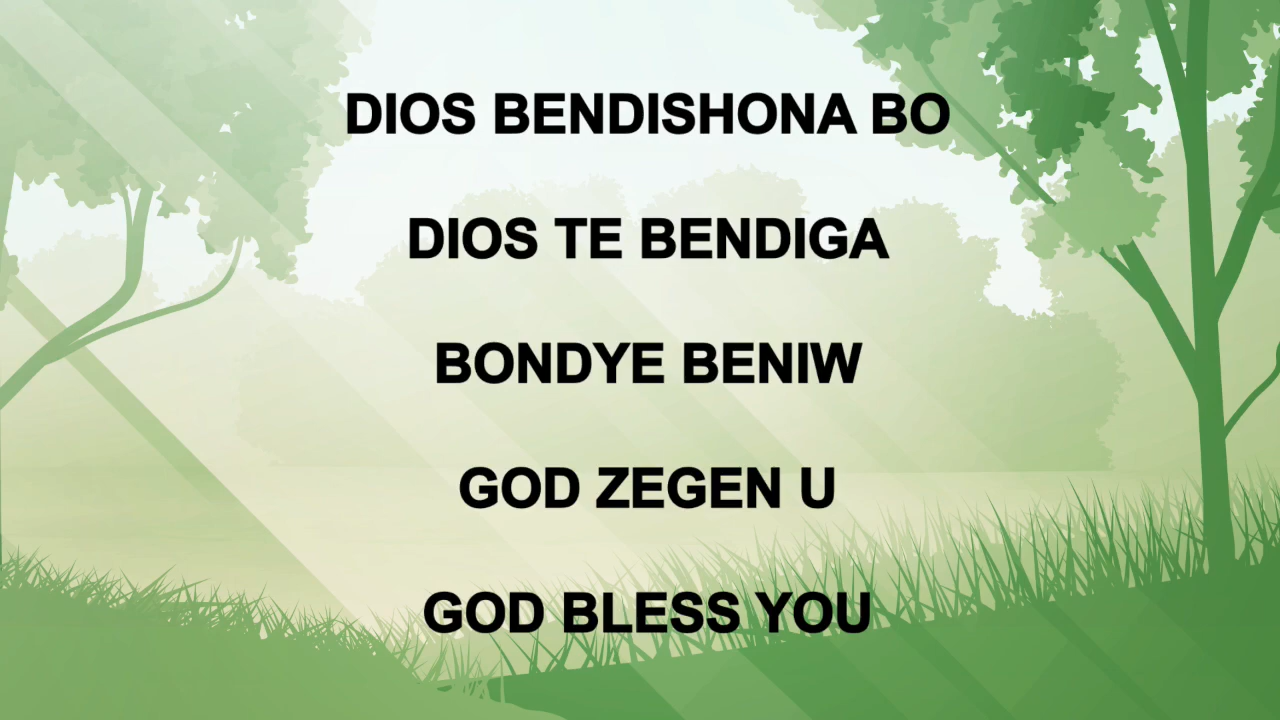 DIOS BENDISHONA BO
DIOS TE BENDIGA
BONDYE BENIW
GOD ZEGEN U
GOD BLESS YOU